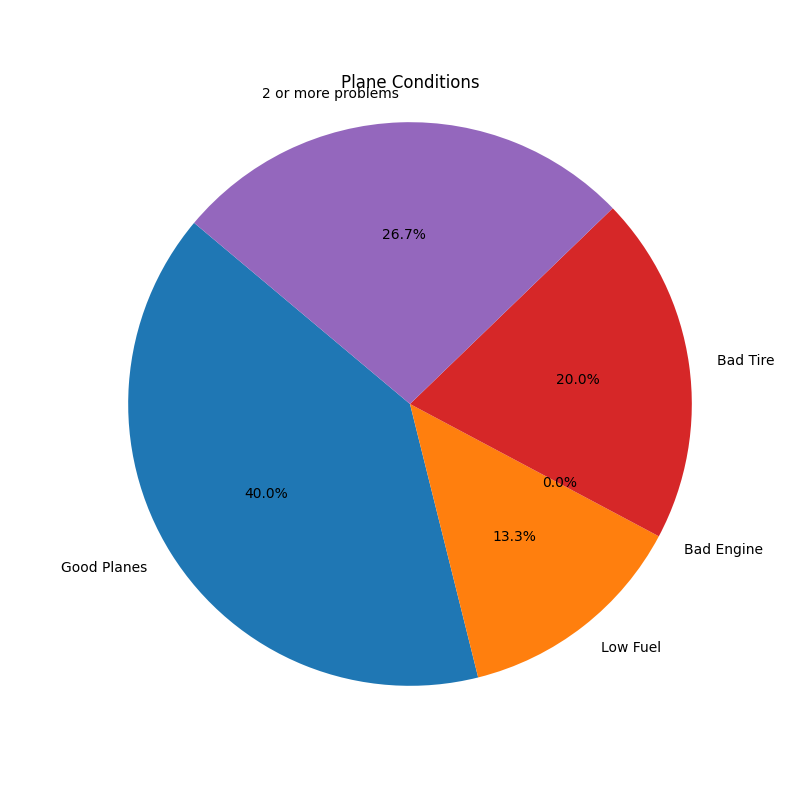 Plane Conditions
2 or more problems
26.7%
Bad Tire
20.0%
0.0%
40.0%
13.3%
Bad Engine
Good Planes
Low Fuel